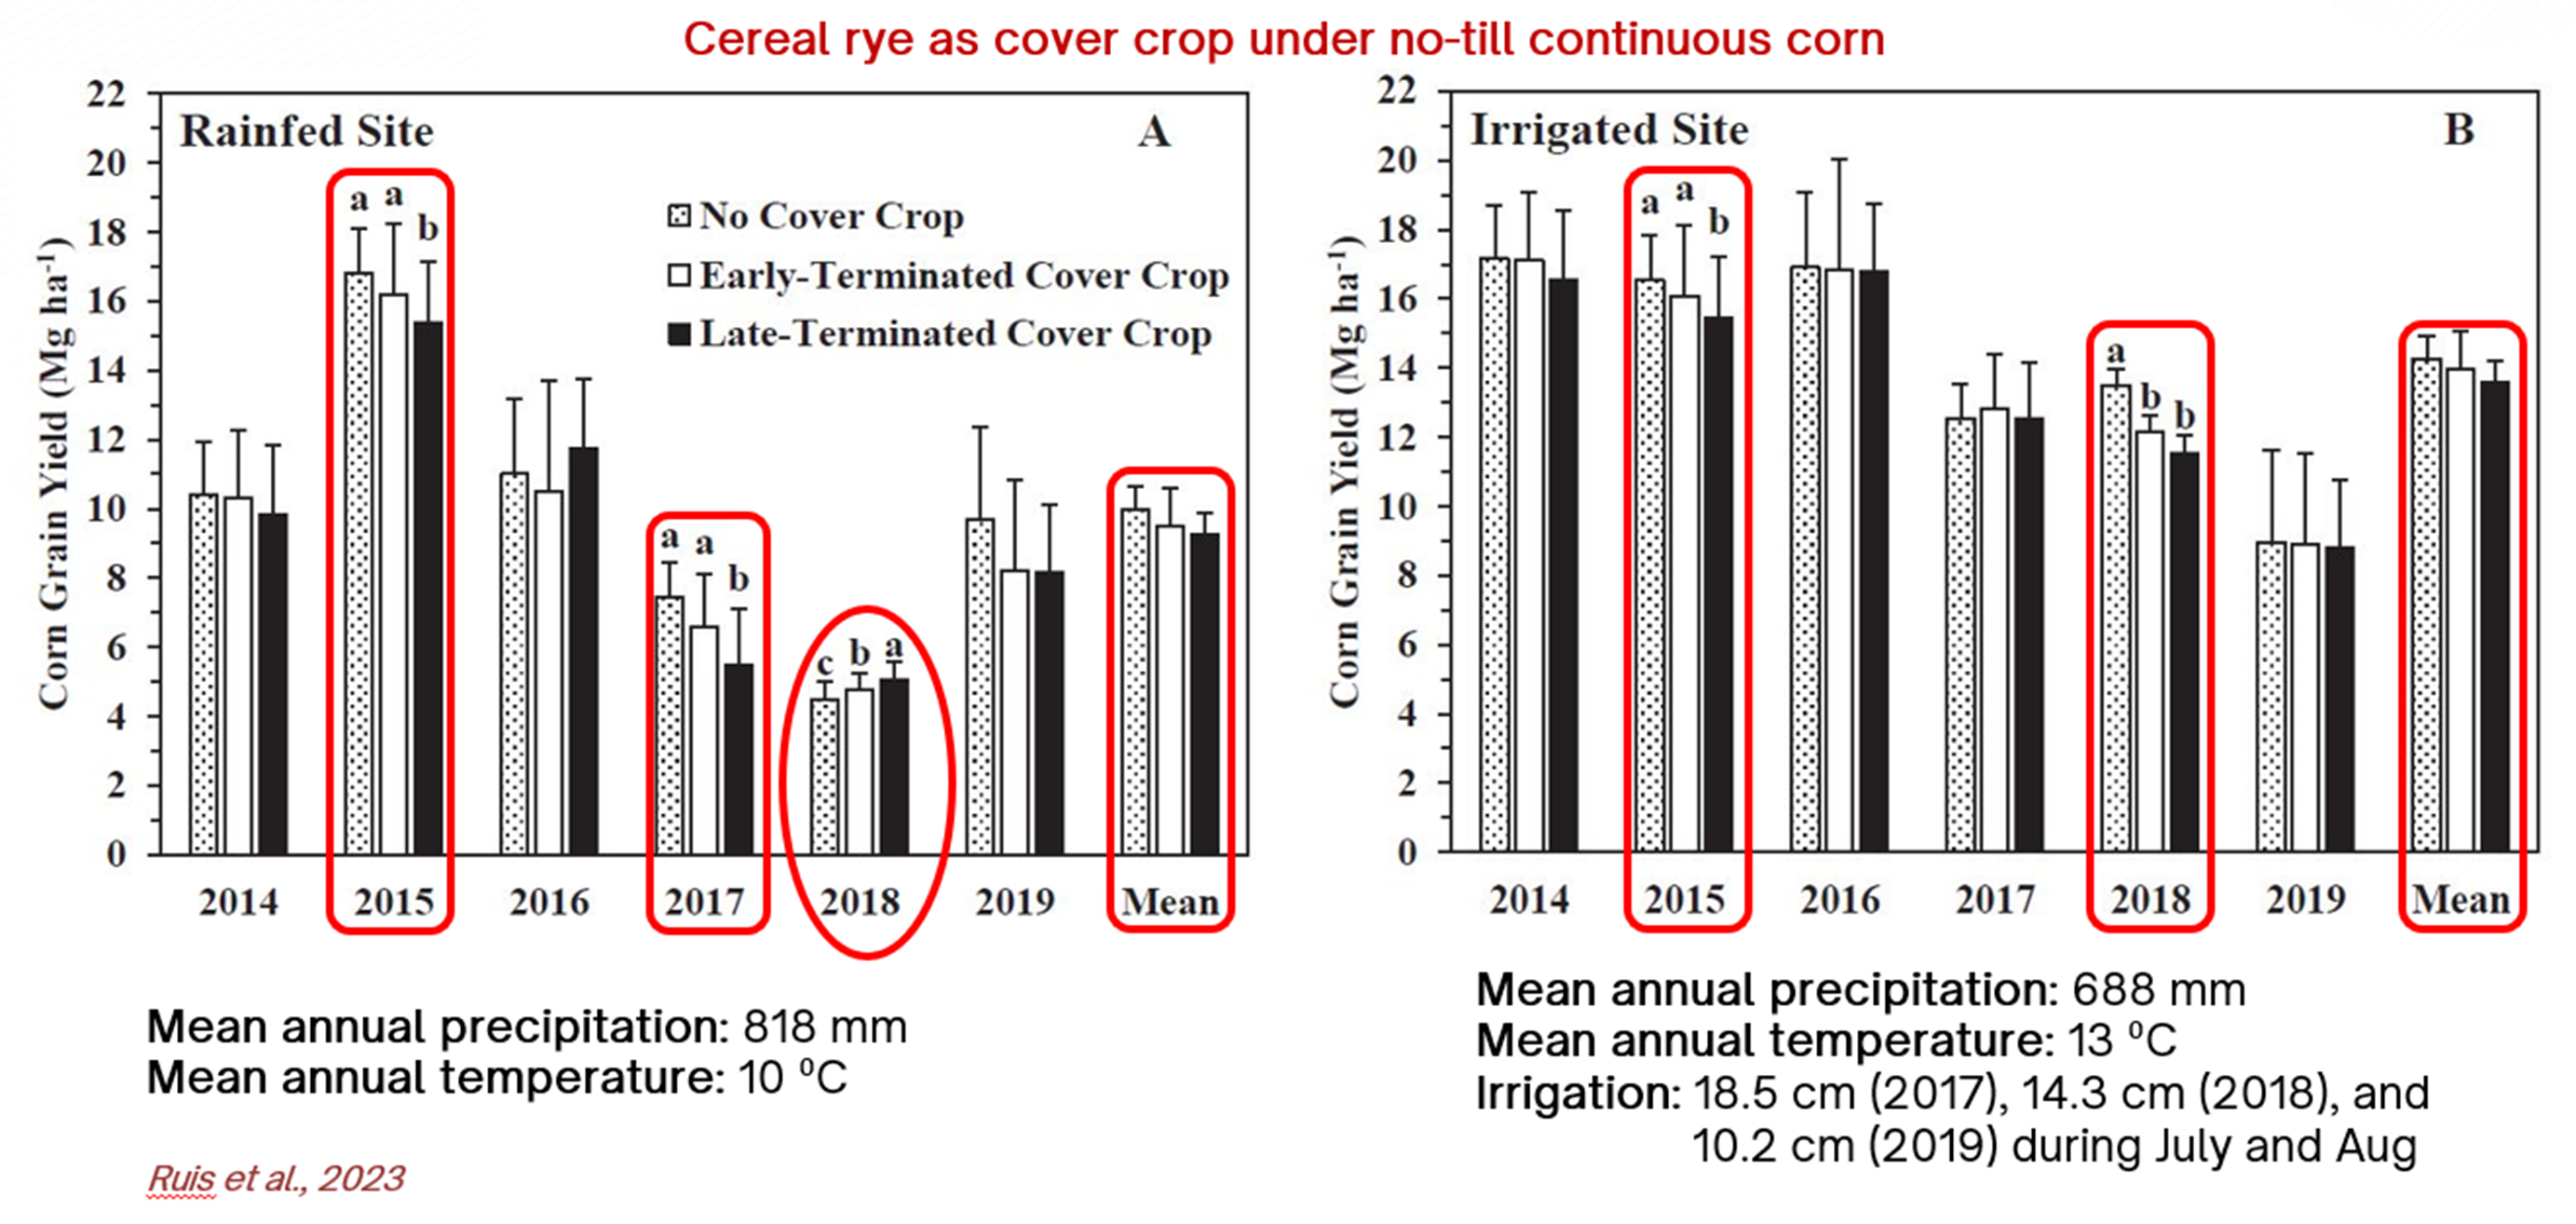 Cereal rye as cover crop under no-till continuous corn
22
20
18
16
14
12
10
8
6
4
2
0
Corn Grain Yield (Mg ha⁻¹)
Rainfed Site
A
No Cover Crop
Early-Terminated Cover Crop
Late-Terminated Cover Crop
a a b
a a b
c b a
2014 2015 2016 2017 2018 2019 Mean
Mean annual precipitation: 818 mm
Mean annual temperature: 10 ⁰C
Ruis et al., 2023
22
20
18
16
14
12
10
8
6
4
2
0
Corn Grain Yield (Mg ha⁻¹)
Irrigated Site
B
a a b
a b b
2014 2015 2016 2017 2018 2019 Mean
Mean annual precipitation: 688 mm
Mean annual temperature: 13 ⁰C
Irrigation: 18.5 cm (2017), 14.3 cm (2018), and
10.2 cm (2019) during July and Aug